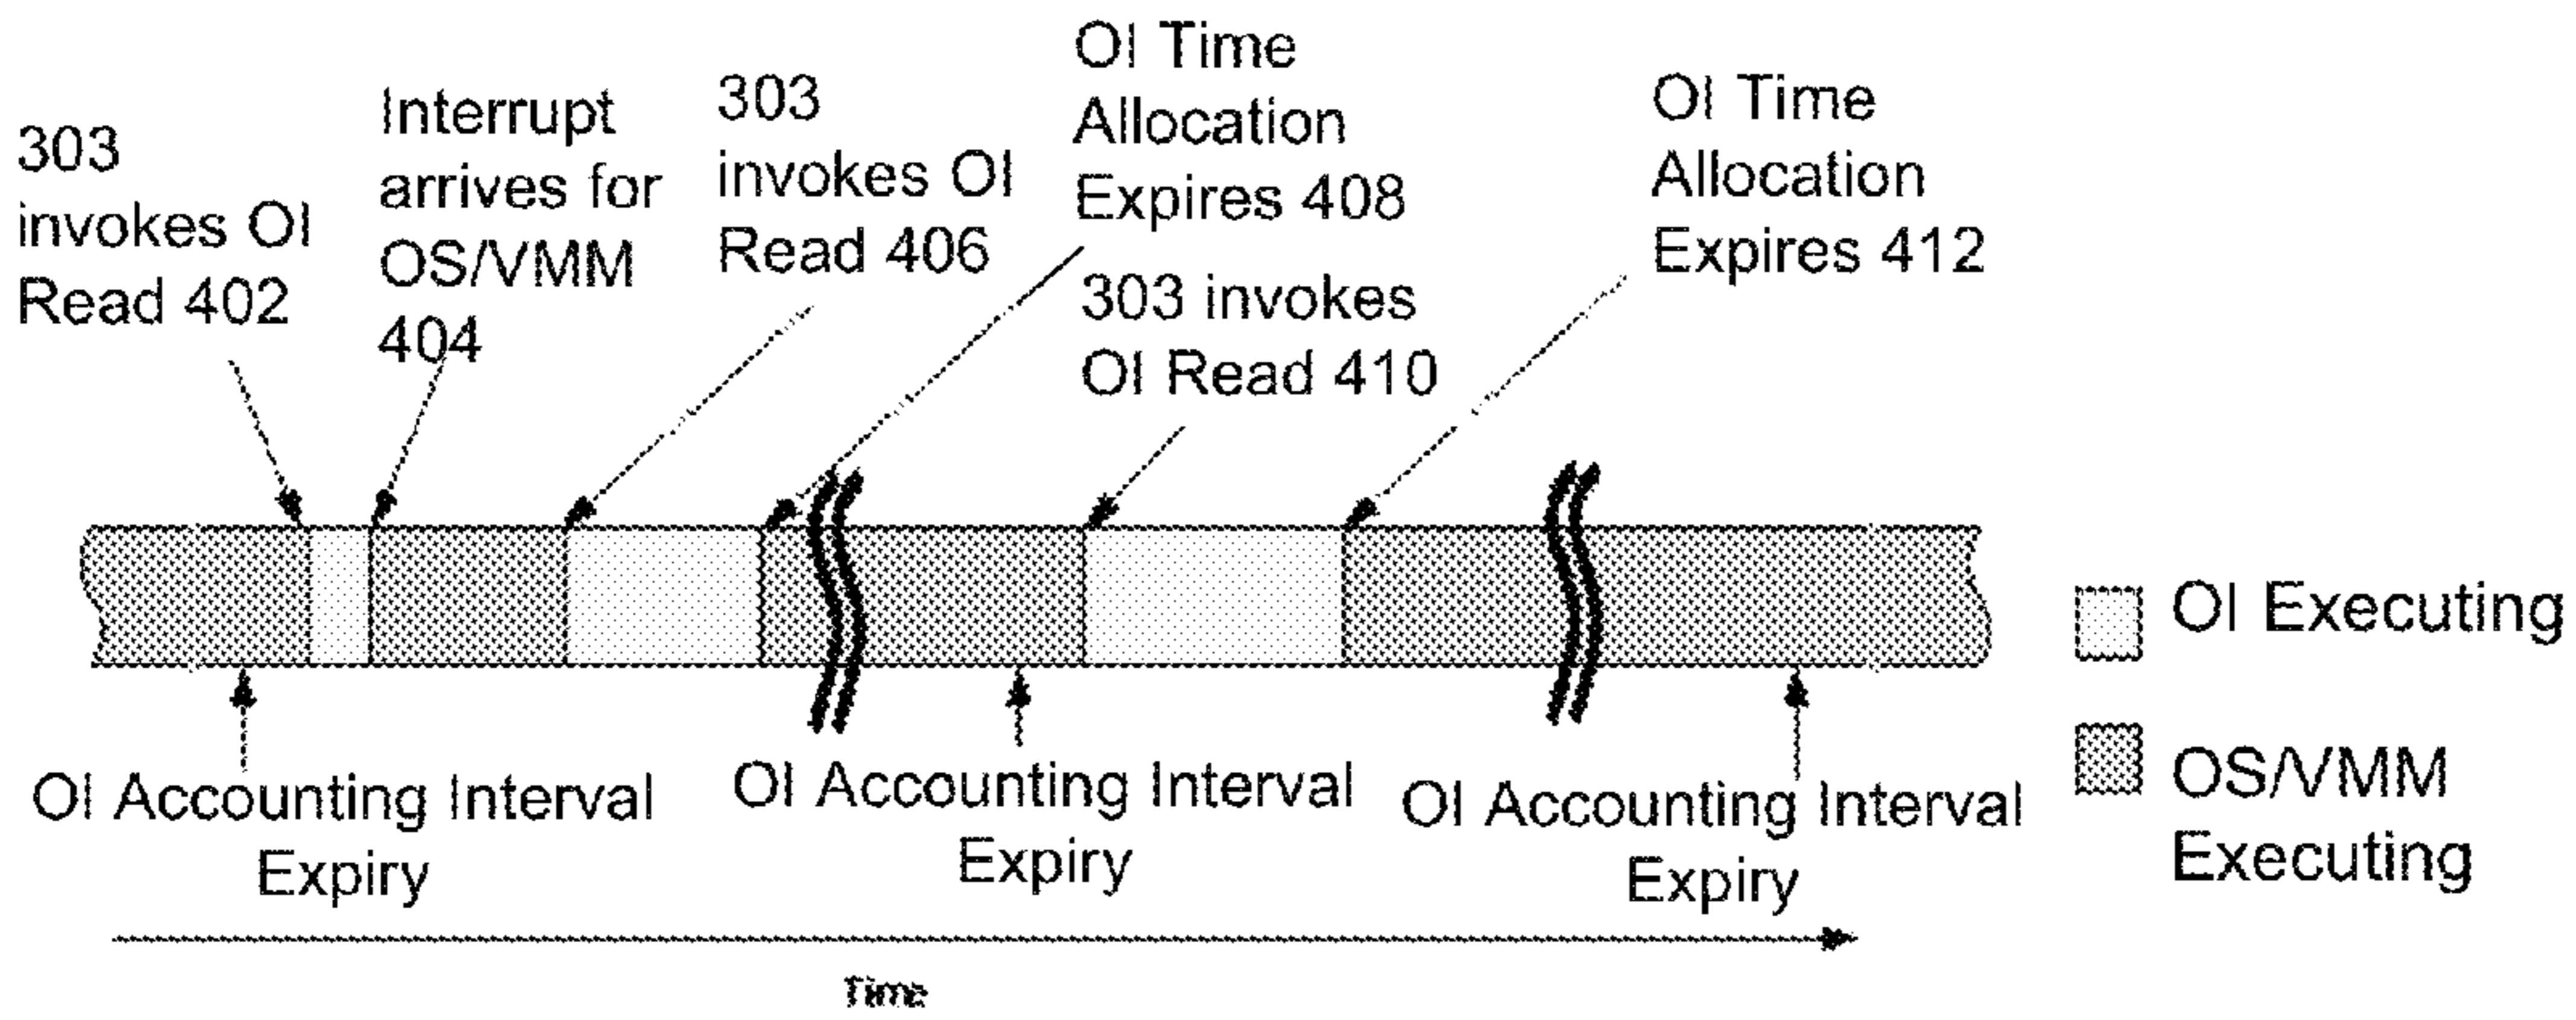 303
invokes OI
Read 402
Interrupt
arrives for
OS/VMM
404
303
invokes OI
Read 406
OI Time
Allocation
Expires 408
303 invokes
OI Read 410
OI Time
Allocation
Expires 412
OI Executing
OS/VMM
Executing
OI Accounting Interval
Expiry
OI Accounting Interval
Expiry
OI Accounting Interval
Expiry
Time